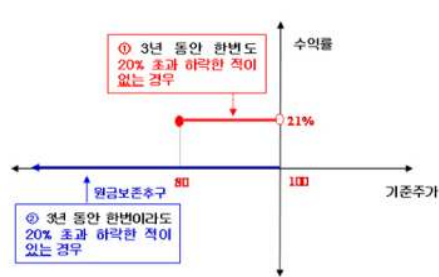 수익률
① 3년 동안 한번도
20% 초과 하락한 적이
없는 경우
21%
80
100
기준주가
원금보존추구
② 3년 동안 한번이라도
20% 초과 하락한 적이
있는 경우